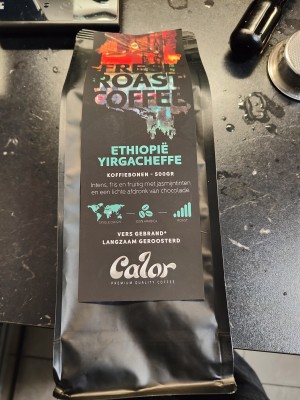 FRESH
ROAST
COFFEE
ETHIOPIË
YIRGACHEFFE
KOFFIEBONEN - 500GR
Intens, fris en fruitig met jasmijntinten
en een lichte afdronk van chocolade.
VERS GEBRAND*
LANGZAAM GEROOSTERD
Calor
PREMIUM QUALITY COFFEE